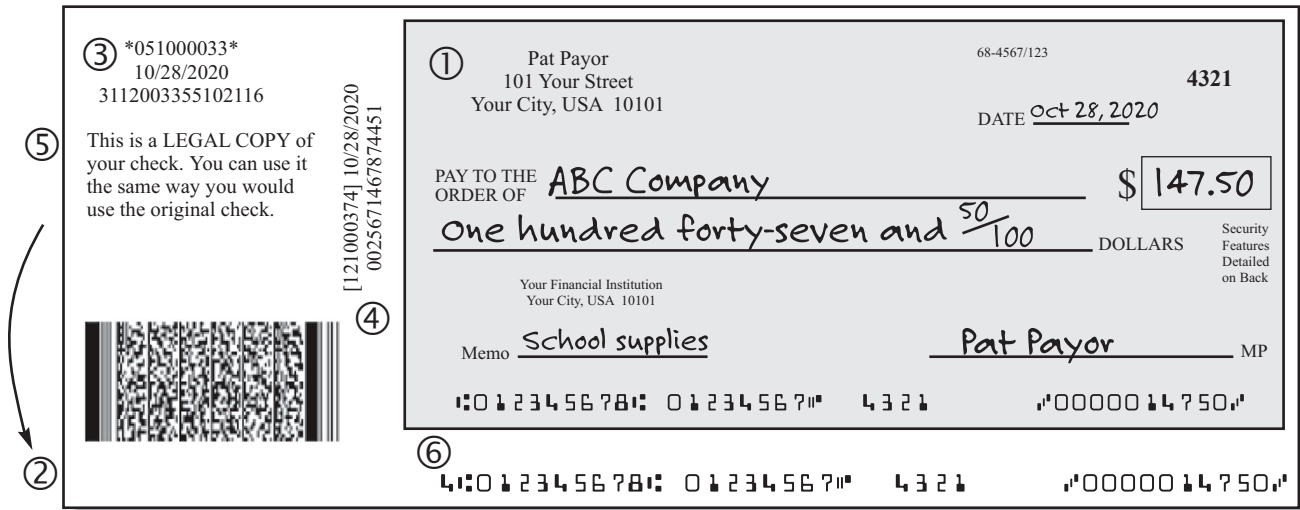 ③ *051000033*
10/28/2020
3112003355102116
⑤
This is a LEGAL COPY of
your check. You can use it
the same way you would
use the original check.
[121000374] 10/28/2020
002567146787 4451
④
②
①
Pat Payor
101 Your Street
Your City, USA 10101
68-4567/123
4321
DATE Oct 28, 2020
PAY TO THE
ORDER OF ABC Company $ 147.50
One hundred forty-seven and 50/100 DOLLARS
Security
Features
Detailed
on Back
Your Financial Institution
Your City, USA 10101
Memo School supplies Pat Payor MP
⑆012345678⑆ 01234567⑈ 4321 ⑇0000014750⑇
⑥
4⑆012345678⑆ 01234567⑈ 4321 ⑇0000014750⑇